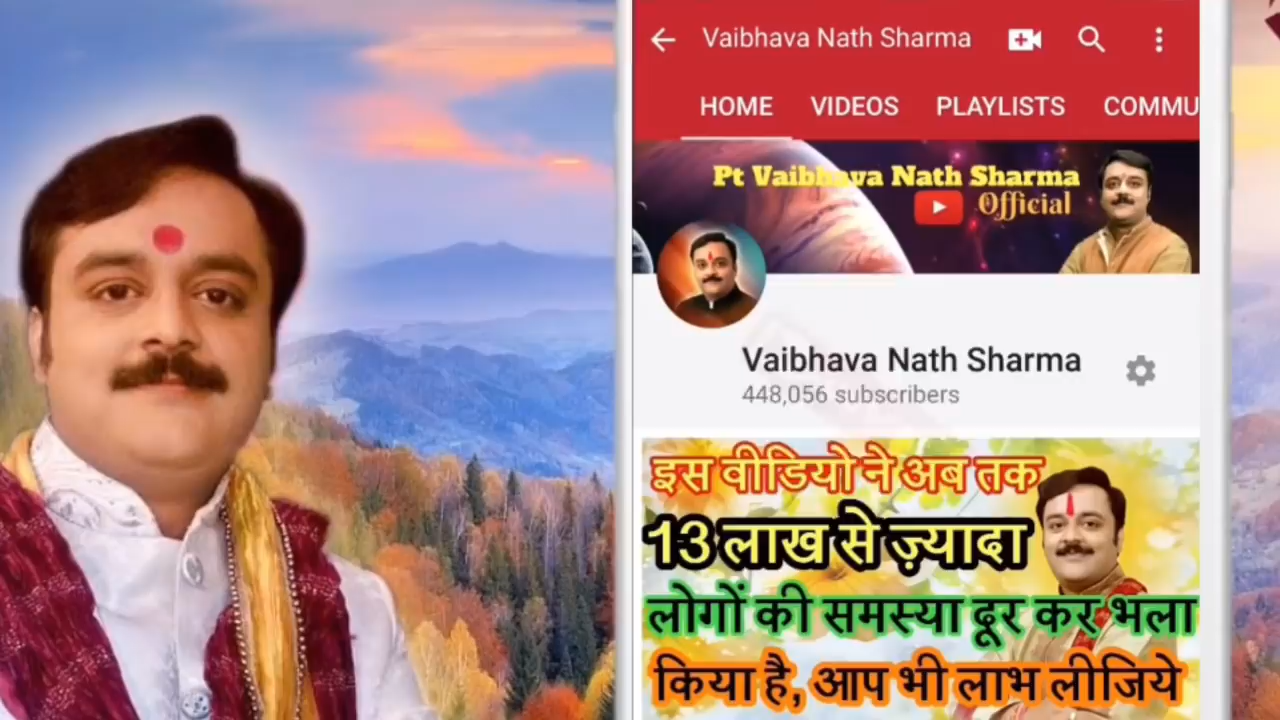 Vaibhava Nath Sharma
HOME VIDEOS PLAYLISTS COMMU
Pt Vaibhava Nath Sharma
Official
Vaibhava Nath Sharma
448,056 subscribers
इस वीडियो ने अब तक
13 लाख से ज़्यादा
लोगों की समस्या दूर कर भला
किया है, आप भी लाभ लीजिये